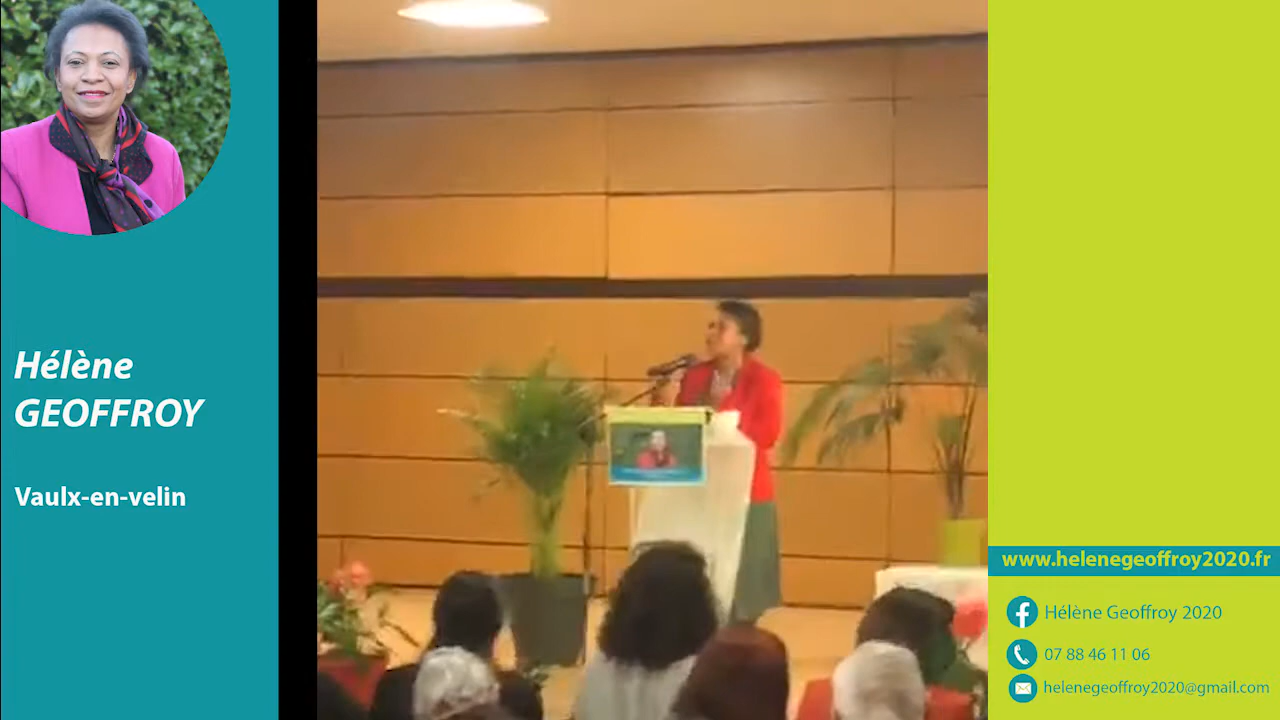 Hélène
GEOFFROY
Vaulx-en-velin
www.helenegeoffroy2020.fr
Hélène Geoffroy 2020
07 88 46 11 06
helenegeoffroy2020@gmail.com